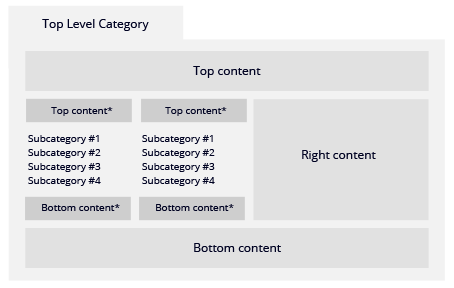 Top Level Category
Top content
Top content*
Subcategory #1
Subcategory #2
Subcategory #3
Subcategory #4
Bottom content*
Top content*
Subcategory #1
Subcategory #2
Subcategory #3
Subcategory #4
Bottom content*
Right content
Bottom content